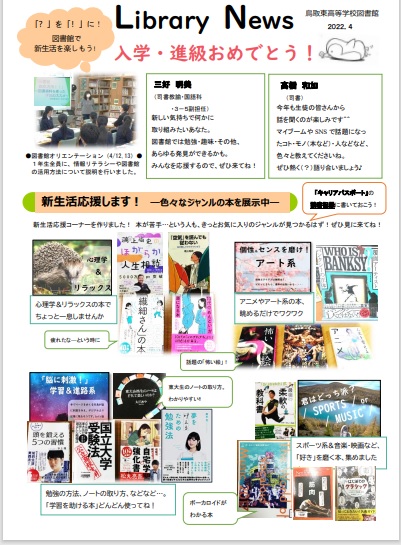 「？」を「！」に！
図書館で
新生活を楽しもう！
Library News
鳥取東高等学校図書館
2022.4
入学・進級おめでとう！
三好 明美
（司書教諭・国語科
・3－5副担任）
新しい気持ちで何かに
取り組みたいあなた。
図書館では勉強・趣味・その他、
あらゆる発見ができるかも。
みんなを応援するので、ぜひ来てね！
高橋 和加
（司書）
今年も生徒の皆さんから
話を聞くのが楽しみです^^
マイブームやSNSで話題になっ
たコト・モノ（本など）・人などなど、
色々と教えてくださいね。
ぜひ熱く（？）語り合いましょう♪
●図書館オリエンテーション（4/12,13）●
1年生全員に、情報リテラシーや図書館
の活用方法について説明を行いました。
新生活応援します！ ―色々なジャンルの本を展示中―
「キャリアパスポート」の
に書いておこう！
新生活応援コーナーを作りました！ 本が苦手…という人も、きっとお気に入りのジャンルが見つかるはず！ぜひ見に来てね！
心理学
＆
リラックス
心理学＆リラックスの本で
ちょっと一息しませんか
疲れたな…という時に
「繊細さん」の本
個性、センスを磨け！
アート系
WHO IS BANKSY?
アニメやアート系の本、
眺めるだけでワクワク
怖い絵
話題の「怖い絵」！
「脳に刺激！」
学習＆進路系
東大生のノートの取り方、
わかりやすい！！
頭を鍛える
5つの習慣
国立大学
受験法
自宅学習
強化書
勉強法
勉強の方法、ノートの取り方、などなど…。
「学習を助ける本」どんどん使ってね！
教科書
ボーカロイドが
わかる本
君はどっち派？
SPORTS or
MUSIC
スポーツ系＆音楽・映画など、
「好き」を磨く本、集めました
筋肉
クラシック